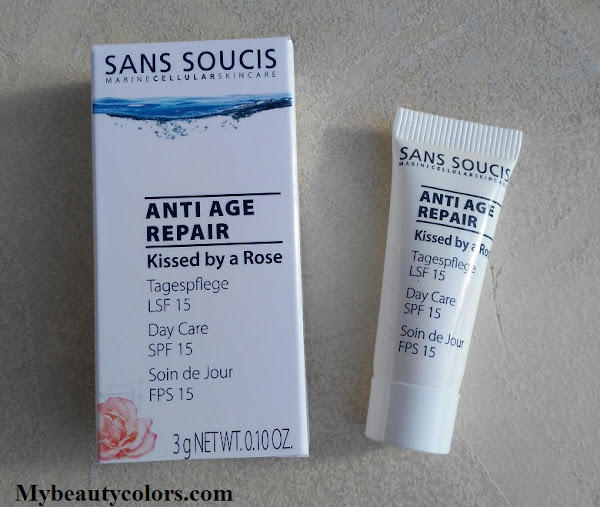 SANS SOUCIS
MARINECELLULARSKINCARE
ANTI AGE
REPAIR
Kissed by a Rose
Tagespflege
LSF 15
Day Care
SPF 15
Soin de Jour
FPS 15
3 g NET WT. 0.10 OZ.
SANS SOUCIS
MARINECELLULARSKINCARE
ANTI AGE
REPAIR
Kissed by a Ro
Tagespflege
LSF 15
Day Care
SPF 15
Soin de Jour
FPS 15
Mybeautycolors.com